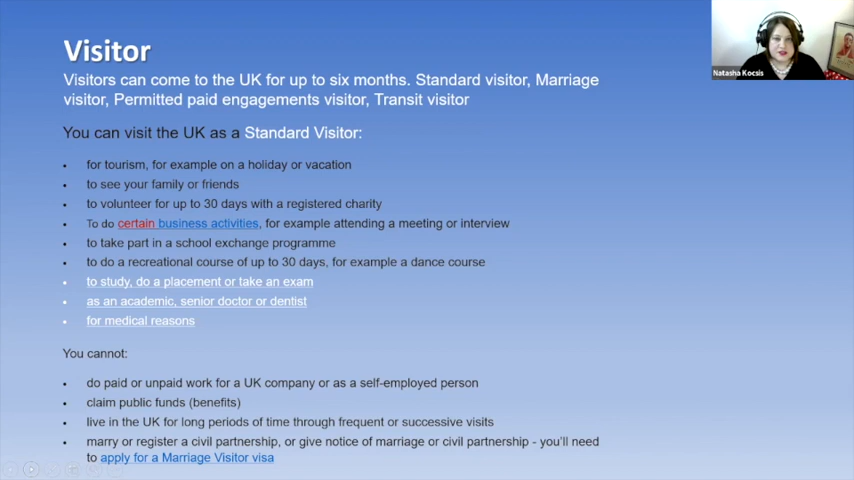 Visitor
Natasha Kocsis
Visitors can come to the UK for up to six months. Standard visitor, Marriage
visitor, Permitted paid engagements visitor, Transit visitor
You can visit the UK as a Standard Visitor:
• for tourism, for example on a holiday or vacation
• to see your family or friends
• to volunteer for up to 30 days with a registered charity
• To do certain business activities, for example attending a meeting or interview
• to take part in a school exchange programme
• to do a recreational course of up to 30 days, for example a dance course
• to study, do a placement or take an exam
• as an academic, senior doctor or dentist
• for medical reasons
You cannot:
• do paid or unpaid work for a UK company or as a self-employed person
• claim public funds (benefits)
• live in the UK for long periods of time through frequent or successive visits
• marry or register a civil partnership, or give notice of marriage or civil partnership - you'll need
to apply for a Marriage Visitor visa